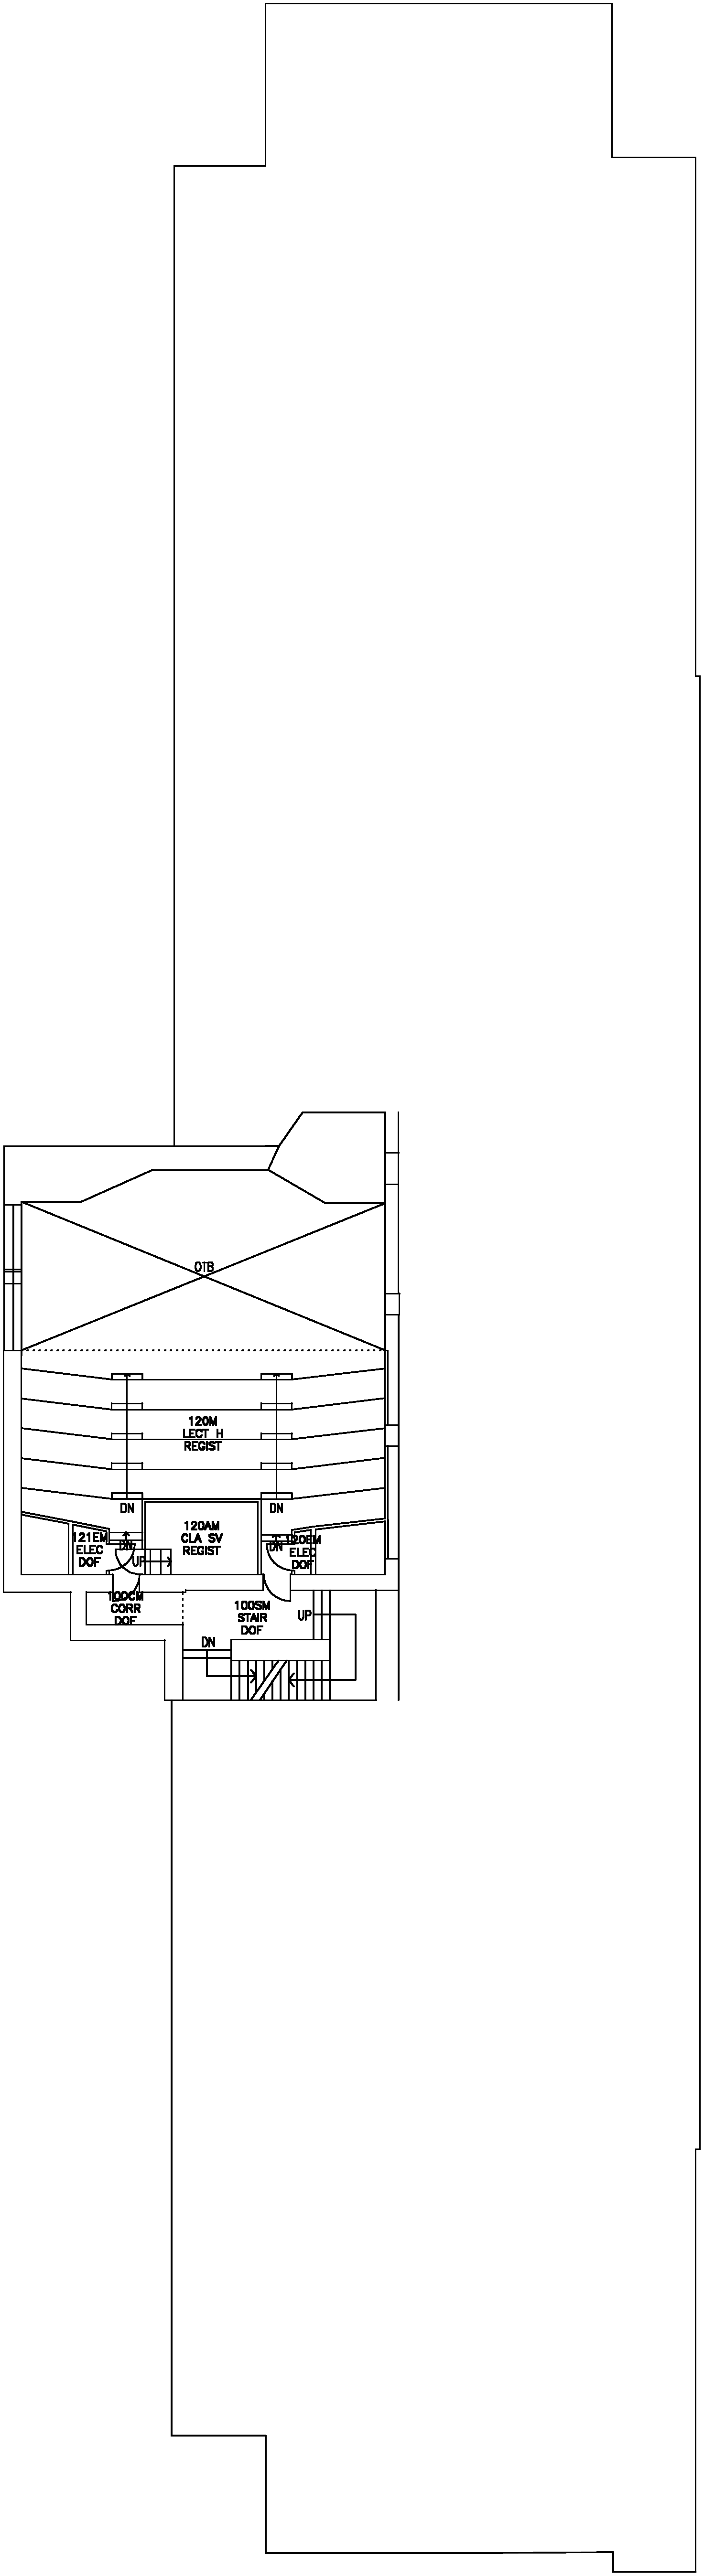 OTB
120M
LECT H
REGIST
DN
DN
120AM
CLA SV
REGIST
121EM
ELEC
DOF
DN
UP
DN
120EM
ELEC
DOF
100CM
CORR
DOF
100SM
STAIR
DOF
UP
DN